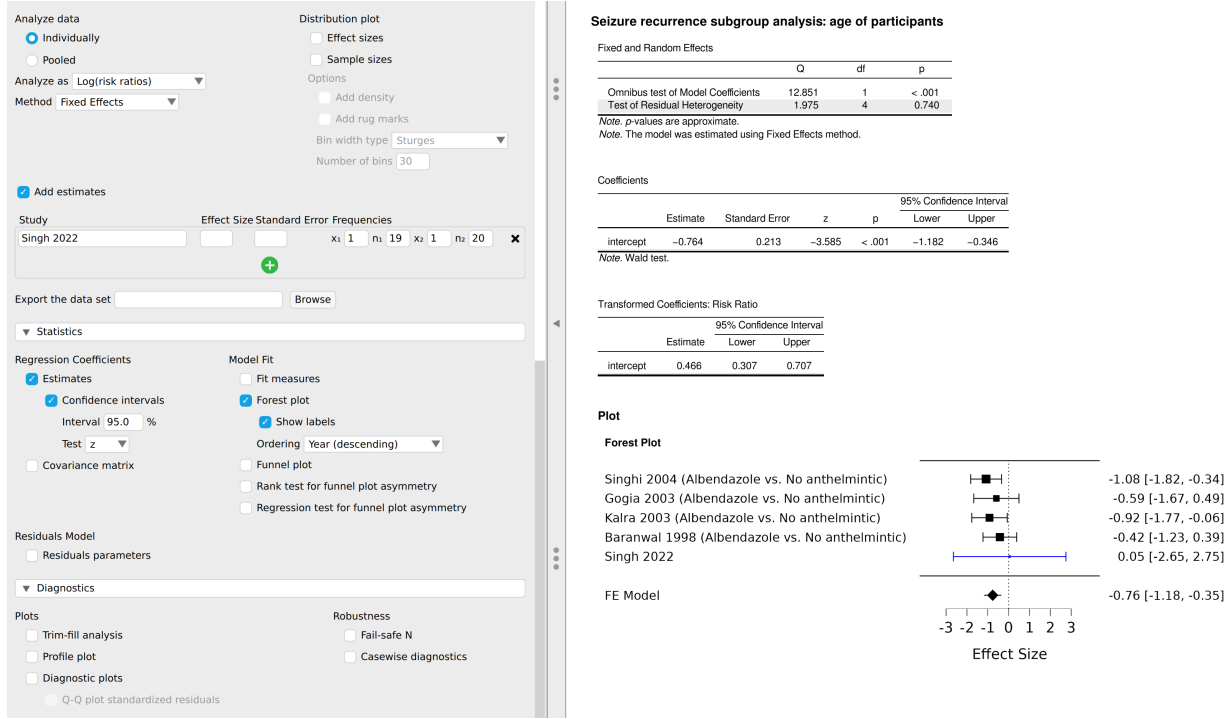 Analyze data
Individually
Pooled
Analyze as Log(risk ratios)
Method Fixed Effects
Distribution plot
Effect sizes
Sample sizes
Options
Add density
Add rug marks
Bin width type Sturges
Number of bins 30
Add estimates
Study Effect Size Standard Error Frequencies
Singh 2022 x₁ 1 n₁ 19 x₂ 1 n₂ 20
Export the data set Browse
Statistics
Regression Coefficients
Estimates
Confidence intervals
Interval 95.0 %
Test z
Covariance matrix
Model Fit
Fit measures
Forest plot
Show labels
Ordering Year (descending)
Funnel plot
Rank test for funnel plot asymmetry
Regression test for funnel plot asymmetry
Residuals Model
Residuals parameters
Diagnostics
Plots
Trim-fill analysis
Profile plot
Diagnostic plots
Q-Q plot standardized residuals
Robustness
Fail-safe N
Casewise diagnostics
Seizure recurrence subgroup analysis: age of participants
Fixed and Random Effects
Q df p
Omnibus test of Model Coefficients 12.851 1 < .001
Test of Residual Heterogeneity 1.975 4 0.740
Note. p-values are approximate.
Note. The model was estimated using Fixed Effects method.
Coefficients
95% Confidence Interval
Estimate Standard Error z p Lower Upper
intercept −0.764 0.213 −3.585 < .001 −1.182 −0.346
Note. Wald test.
Transformed Coefficients: Risk Ratio
95% Confidence Interval
Estimate Lower Upper
intercept 0.466 0.307 0.707
Plot
Forest Plot
Singhi 2004 (Albendazole vs. No anthelmintic) -1.08 [-1.82, -0.34]
Gogia 2003 (Albendazole vs. No anthelmintic) -0.59 [-1.67, 0.49]
Kalra 2003 (Albendazole vs. No anthelmintic) -0.92 [-1.77, -0.06]
Baranwal 1998 (Albendazole vs. No anthelmintic) -0.42 [-1.23, 0.39]
Singh 2022 0.05 [-2.65, 2.75]
FE Model -0.76 [-1.18, -0.35]
-3 -2 -1 0 1 2 3
Effect Size